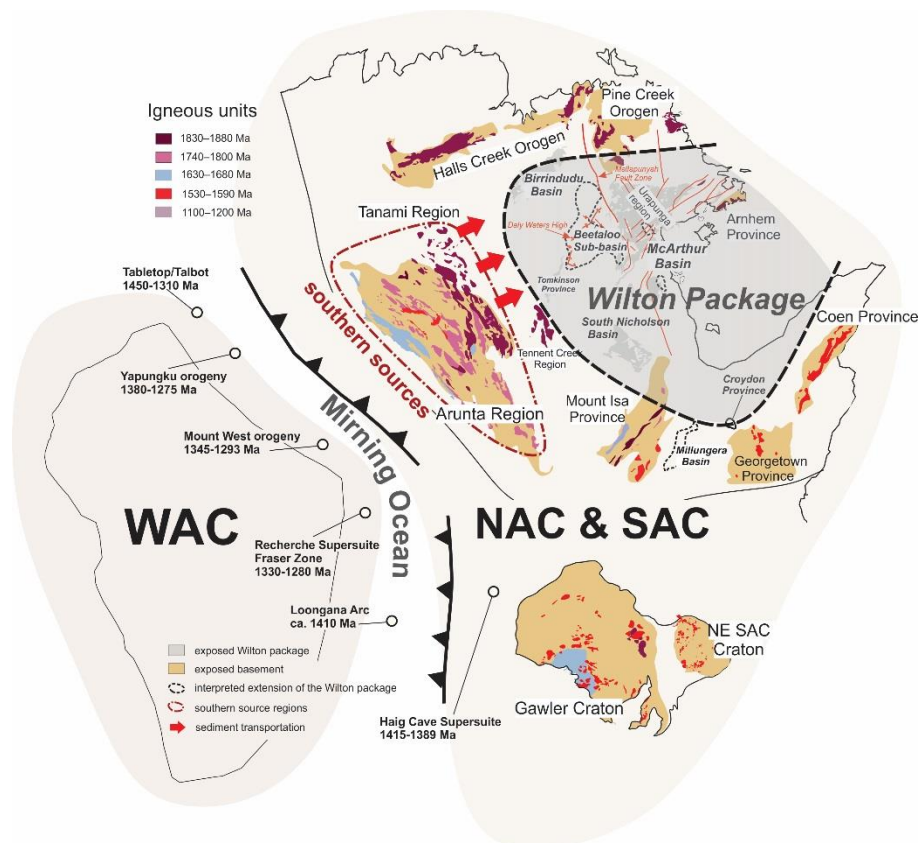 Igneous units
1830–1880 Ma
1740–1800 Ma
1630–1680 Ma
1530–1590 Ma
1100–1200 Ma
Pine Creek
Orogen
Halls Creek Orogen
Birrindudu
Basin
Mallapunyah
Fault Zone
Urapunga
region
Arnhem
Province
Tanami Region
Daly Waters High
Beetaloo
Sub-basin
McArthur
Basin
Tomkinson
Province
Wilton Package
South Nicholson
Basin
Coen Province
Tennent Creek
Region
southern sources
Arunta Region
Mount Isa
Province
Croydon
Province
Millungera
Basin
Georgetown
Province
Tabletop/Talbot
1450-1310 Ma
Yapungku orogeny
1380-1275 Ma
Mount West orogeny
1345-1293 Ma
Mirning Ocean
WAC
NAC & SAC
Recherche Supersuite
Fraser Zone
1330-1280 Ma
Loongana Arc
ca. 1410 Ma
NE SAC
Craton
Gawler Craton
Haig Cave Supersuite
1415-1389 Ma
exposed Wilton package
exposed basement
interpreted extension of the Wilton package
southern source regions
sediment transportation